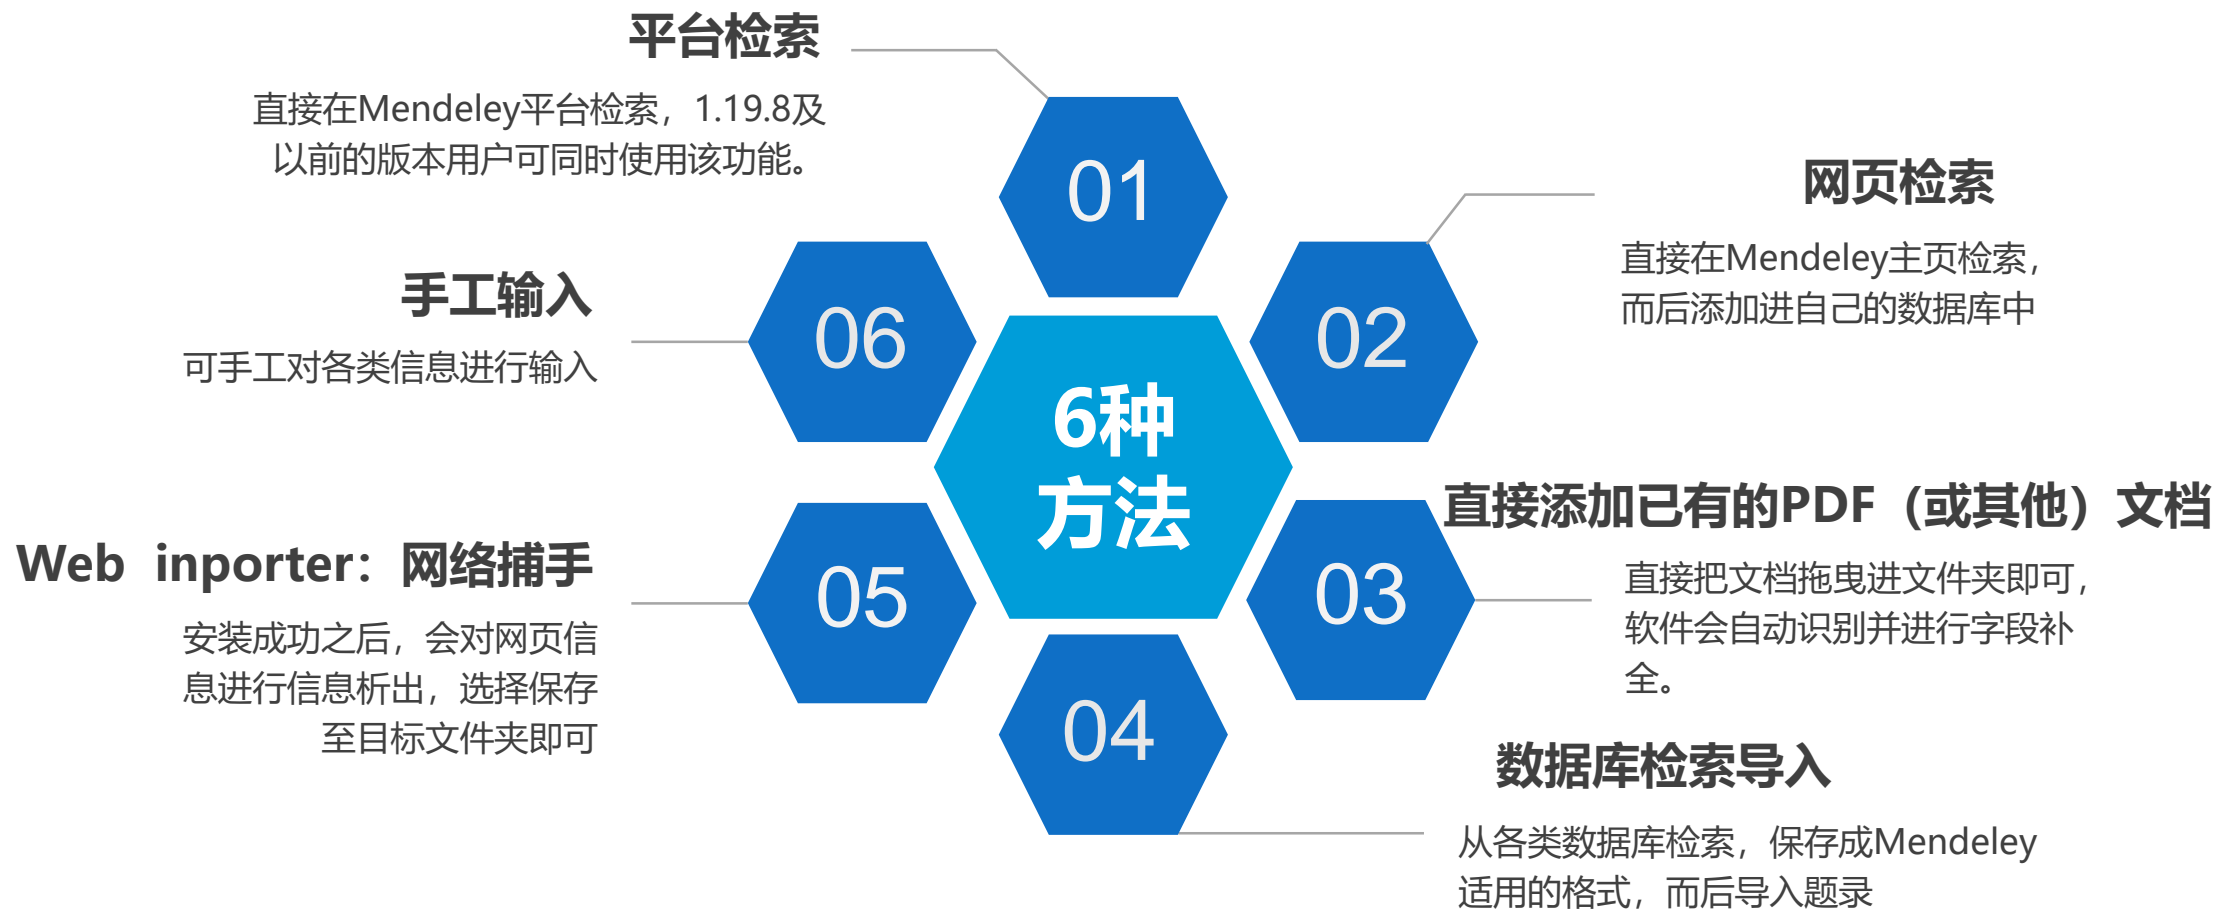 平台检索
直接在Mendeley平台检索，1.19.8及
以前的版本用户可同时使用该功能。
01
网页检索
直接在Mendeley主页检索，
而后添加进自己的数据库中
02
手工输入
可手工对各类信息进行输入
06
6种
方法
直接添加已有的PDF（或其他）文档
直接把文档拖曳进文件夹即可，
软件会自动识别并进行字段补
全。
03
Web inporter：网络捕手
安装成功之后，会对网页信
息进行信息析出，选择保存
至目标文件夹即可
05
04
数据库检索导入
从各类数据库检索，保存成Mendeley
适用的格式，而后导入题录